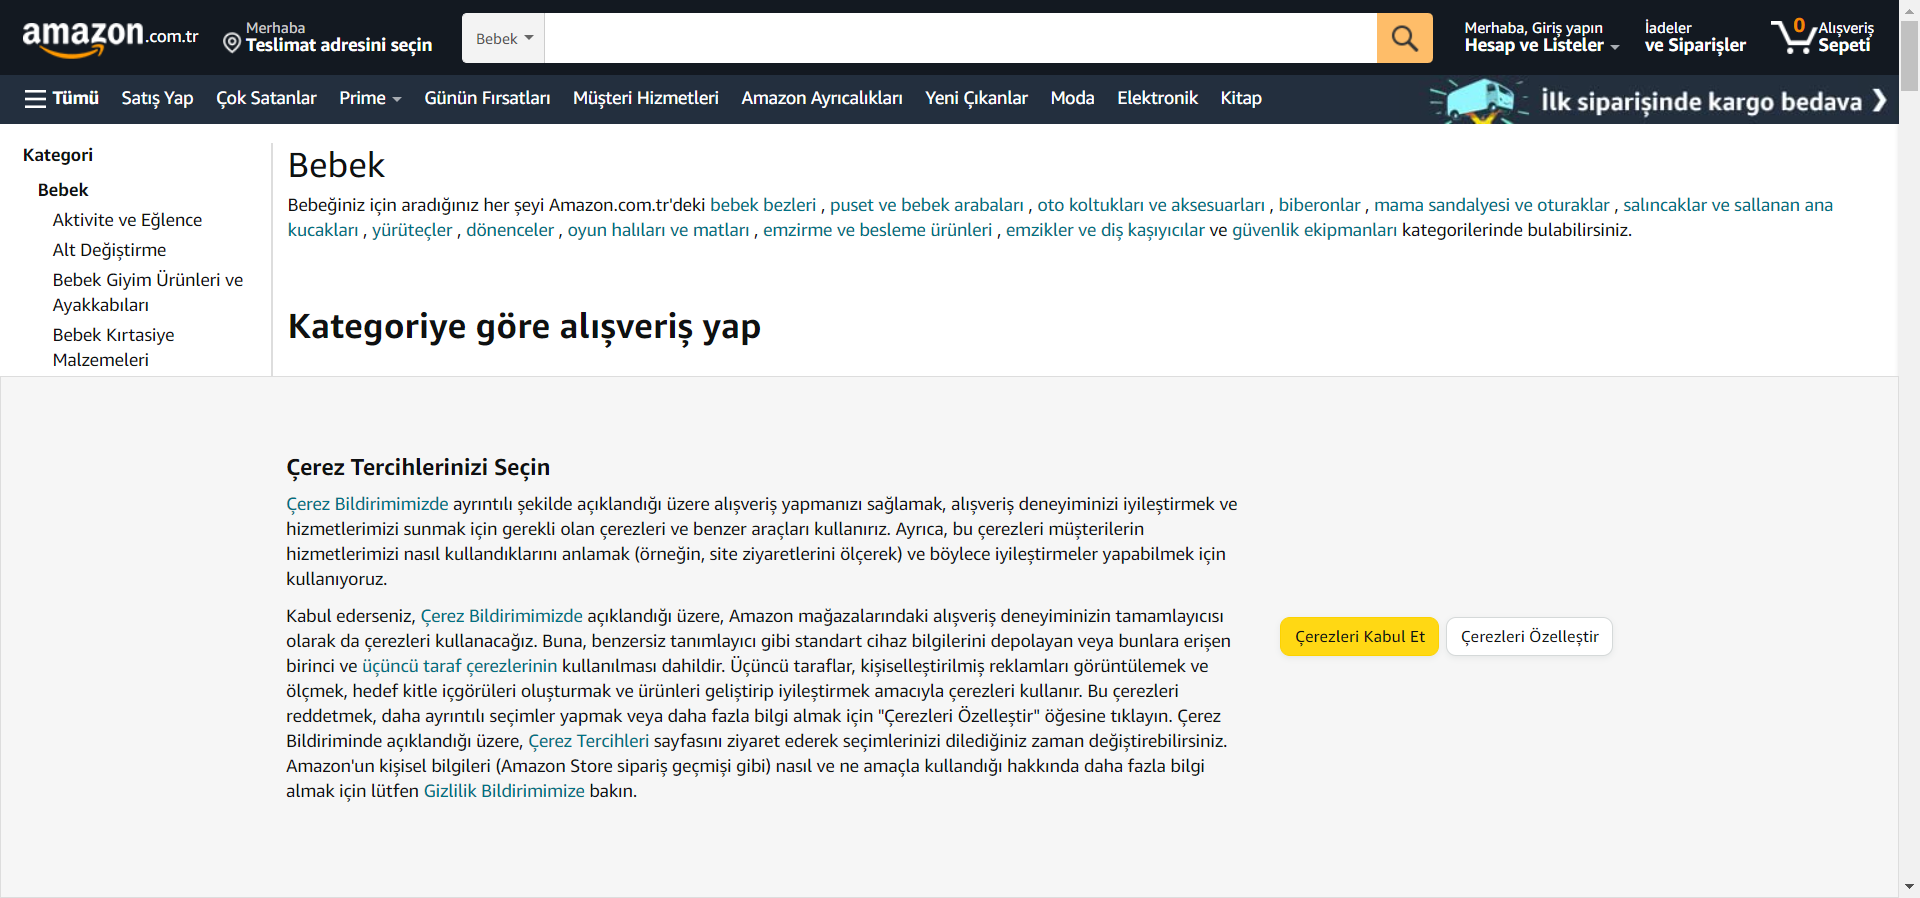 amazon.com.tr
Merhaba
Teslimat adresini seçin
Bebek
Merhaba, Giriş yapın
Hesap ve Listeler
İadeler
ve Siparişler
0
Alışveriş
Sepeti
Tümü
Satış Yap
Çok Satanlar
Prime
Günün Fırsatları
Müşteri Hizmetleri
Amazon Ayrıcalıkları
Yeni Çıkanlar
Moda
Elektronik
Kitap
İlk siparişinde kargo bedava ❯
Kategori
Bebek
Aktivite ve Eğlence
Alt Değiştirme
Bebek Giyim Ürünleri ve
Ayakkabıları
Bebek Kırtasiye
Malzemeleri
Bebek
Bebeğiniz için aradığınız her şeyi Amazon.com.tr'deki bebek bezleri , puset ve bebek arabaları , oto koltukları ve aksesuarları , biberonlar , mama sandalyesi ve oturaklar , salıncaklar ve sallanan ana
kucakları , yürüteçler , dönenceler , oyun halıları ve matları , emzirme ve besleme ürünleri , emzikler ve diş kaşıyıcılar ve güvenlik ekipmanları kategorilerinde bulabilirsiniz.
Kategoriye göre alışveriş yap
Çerez Tercihlerinizi Seçin
Çerez Bildirimimizde ayrıntılı şekilde açıklandığı üzere alışveriş yapmanızı sağlamak, alışveriş deneyiminizi iyileştirmek ve
hizmetlerimizi sunmak için gerekli olan çerezleri ve benzer araçları kullanırız. Ayrıca, bu çerezleri müşterilerin
hizmetlerimizi nasıl kullandıklarını anlamak (örneğin, site ziyaretlerini ölçerek) ve böylece iyileştirmeler yapabilmek için
kullanıyoruz.
Kabul ederseniz, Çerez Bildirimimizde açıklandığı üzere, Amazon mağazalarındaki alışveriş deneyiminizin tamamlayıcısı
olarak da çerezleri kullanacağız. Buna, benzersiz tanımlayıcı gibi standart cihaz bilgilerini depolayan veya bunlara erişen
birinci ve üçüncü taraf çerezlerinin kullanılması dahildir. Üçüncü taraflar, kişiselleştirilmiş reklamları görüntülemek ve
ölçmek, hedef kitle içgörüleri oluşturmak ve ürünleri geliştirip iyileştirmek amacıyla çerezleri kullanır. Bu çerezleri
reddetmek, daha ayrıntılı seçimler yapmak veya daha fazla bilgi almak için "Çerezleri Özelleştir" öğesine tıklayın. Çerez
Bildiriminde açıklandığı üzere, Çerez Tercihleri sayfasını ziyaret ederek seçimlerinizi dilediğiniz zaman değiştirebilirsiniz.
Amazon'un kişisel bilgileri (Amazon Store sipariş geçmişi gibi) nasıl ve ne amaçla kullandığı hakkında daha fazla bilgi
almak için lütfen Gizlilik Bildirimimize bakın.
Çerezleri Kabul Et
Çerezleri Özelleştir